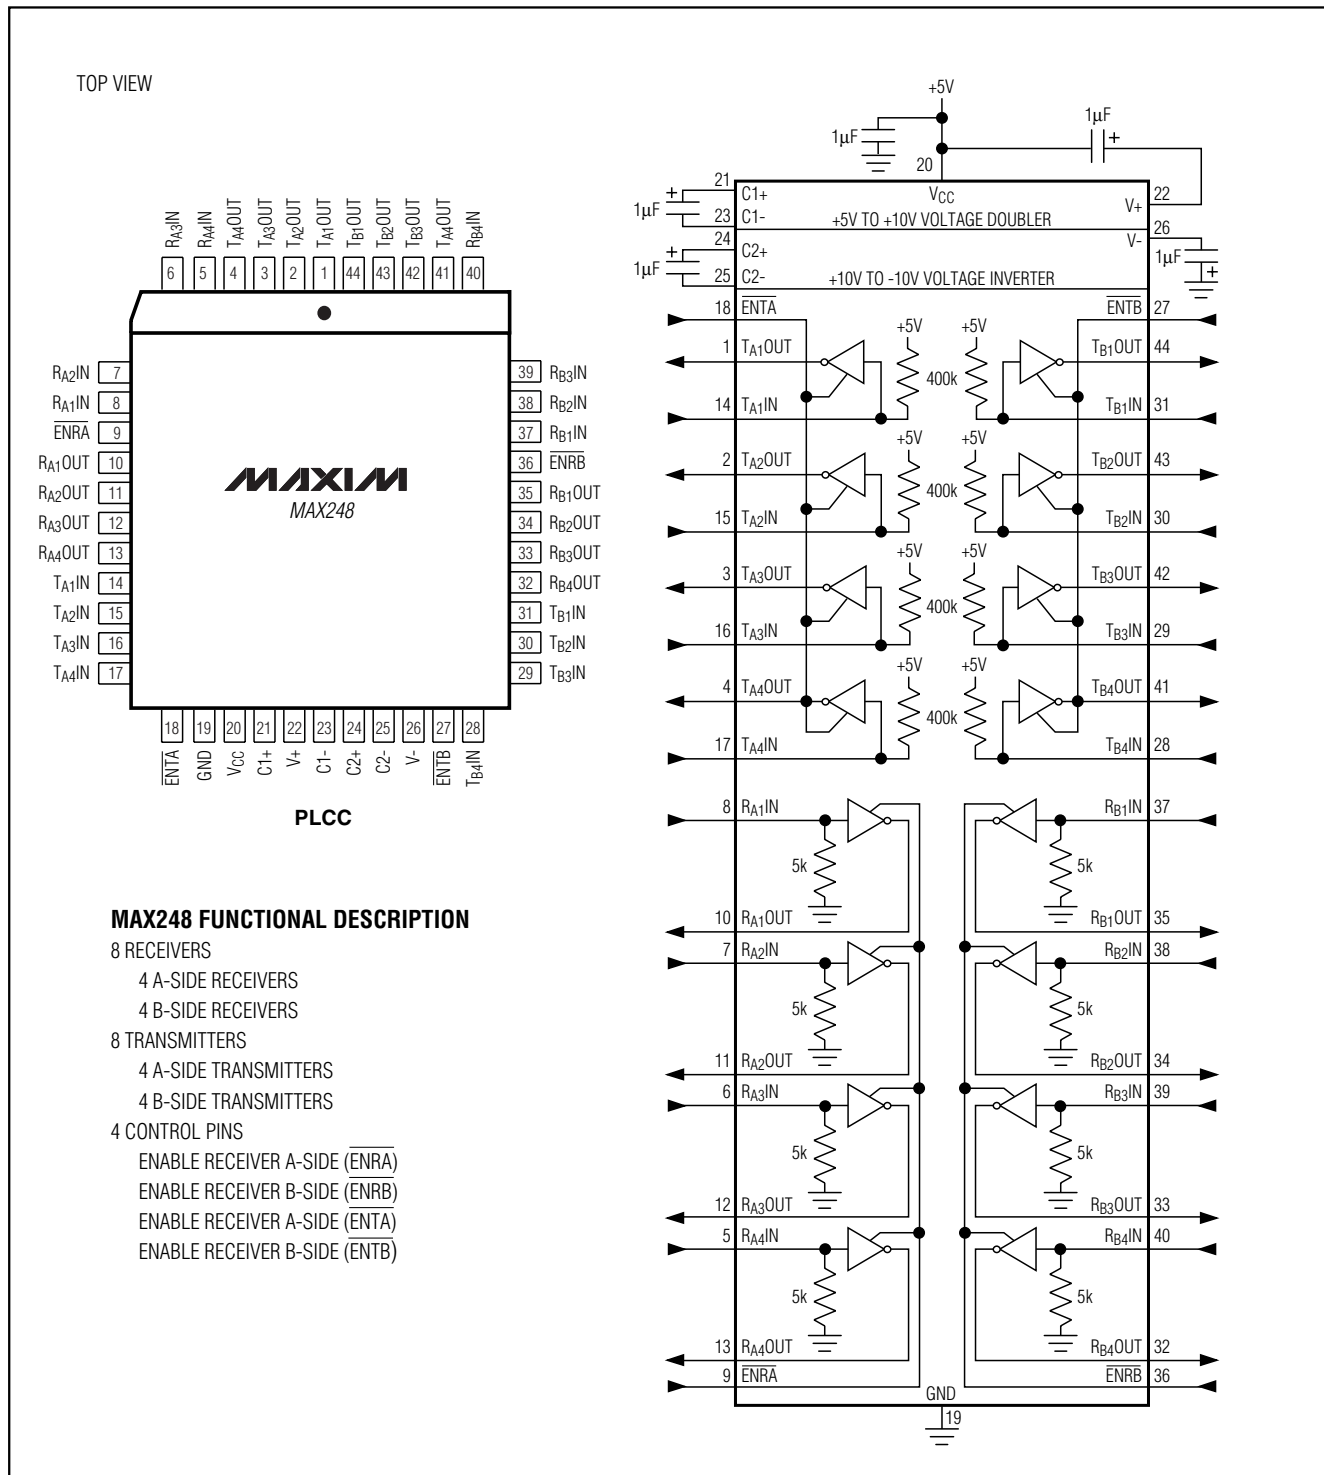 TOP VIEW
RA3IN
RA4IN
TA4OUT
TA3OUT
TA2OUT
TA1OUT
TB1OUT
TB2OUT
TB3OUT
TA4OUT
RB4IN
6 5 4 3 2 1 44 43 42 41 40
RA2IN 7
RA1IN 8
ENRA 9
RA1OUT 10
RA2OUT 11
RA3OUT 12
RA4OUT 13
TA1IN 14
TA2IN 15
TA3IN 16
TA4IN 17
MAXIM
MAX248
39 RB3IN
38 RB2IN
37 RB1IN
36 ENRB
35 RB1OUT
34 RB2OUT
33 RB3OUT
32 RB4OUT
31 TB1IN
30 TB2IN
29 TB3IN
18 19 20 21 22 23 24 25 26 27 28
ENTA
GND
VCC
C1+
V+
C1-
C2+
C2-
V-
ENTB
TB4IN
PLCC
MAX248 FUNCTIONAL DESCRIPTION
8 RECEIVERS
4 A-SIDE RECEIVERS
4 B-SIDE RECEIVERS
8 TRANSMITTERS
4 A-SIDE TRANSMITTERS
4 B-SIDE TRANSMITTERS
4 CONTROL PINS
ENABLE RECEIVER A-SIDE (ENRA)
ENABLE RECEIVER B-SIDE (ENRB)
ENABLE RECEIVER A-SIDE (ENTA)
ENABLE RECEIVER B-SIDE (ENTB)
+5V
1µF
1µF +
20
21 C1+ VCC 22
+ 1µF V+
23 C1- +5V TO +10V VOLTAGE DOUBLER 26
24 C2+ V-
+ 1µF 1µF +
25 C2- +10V TO -10V VOLTAGE INVERTER
18 ENTA ENTB 27
+5V +5V
1 TA1OUT TB1OUT 44
400k
14 TA1IN TB1IN 31
+5V
2 TA2OUT TB2OUT 43
400k
15 TA2IN TB2IN 30
+5V
3 TA3OUT TB3OUT 42
400k
16 TA3IN TB3IN 29
+5V
4 TA4OUT TB4OUT 41
400k
17 TA4IN TB4IN 28
8 RA1IN RB1IN 37
5k 5k
10 RA1OUT RB1OUT 35
7 RA2IN RB2IN 38
5k 5k
11 RA2OUT RB2OUT 34
6 RA3IN RB3IN 39
5k 5k
12 RA3OUT RB3OUT 33
5 RA4IN RB4IN 40
5k 5k
13 RA4OUT RB4OUT 32
9 ENRA ENRB 36
GND
19